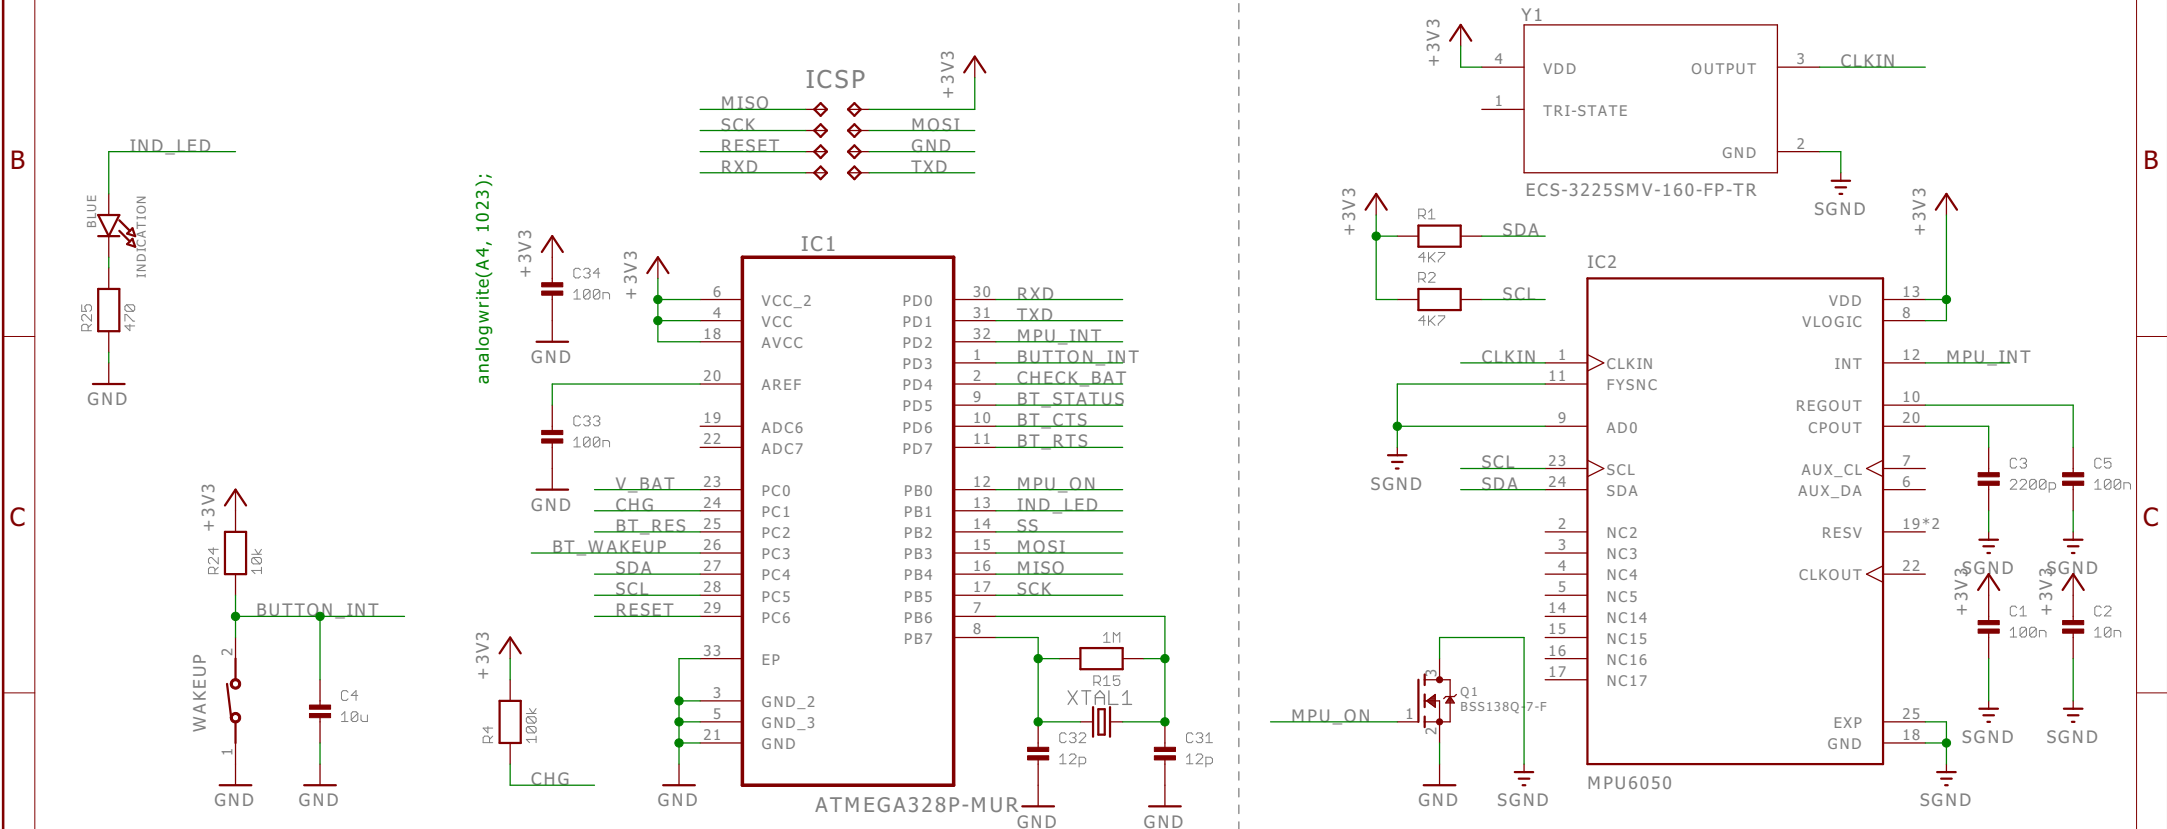 B
C
B
C
IND_LED
BLUE
INDICATION
R25
470
GND
+3V3
R24
10k
BUTTON_INT
WAKEUP
2
1
C4
10u
GND
GND
ICSP
+3V3
MISO
SCK
MOSI
RESET
GND
RXD
TXD
analogwrite(A4, 1023);
+3V3
C34
100n
GND
+3V3
C33
100n
GND
+3V3
R4
100k
CHG
IC1
6 VCC_2
4 VCC
18 AVCC
20 AREF
19 ADC6
22 ADC7
V_BAT 23 PC0
CHG 24 PC1
BT_RES 25 PC2
BT_WAKEUP 26 PC3
SDA 27 PC4
SCL 28 PC5
RESET 29 PC6
33 EP
3 GND_2
5 GND_3
21 GND
GND
PD0 30 RXD
PD1 31 TXD
PD2 32 MPU_INT
PD3 1 BUTTON_INT
PD4 2 CHECK_BAT
PD5 9 BT_STATUS
PD6 10 BT_CTS
PD7 11 BT_RTS
PB0 12 MPU_ON
PB1 13 IND_LED
PB2 14 SS
PB3 15 MOSI
PB4 16 MISO
PB5 17 SCK
PB6 7
PB7 8
ATMEGA328P-MUR
1M
R15
XTAL1
C32
12p
C31
12p
GND
GND
Y1
+3V3
4 VDD
1 TRI-STATE
OUTPUT 3 CLKIN
GND 2
ECS-3225SMV-160-FP-TR
SGND
+3V3
R1
4K7
SDA
R2
4K7
SCL
+3V3
IC2
CLKIN 1 CLKIN
11 FYSNC
9 AD0
SGND
SCL 23 SCL
SDA 24 SDA
2 NC2
3 NC3
4 NC4
5 NC5
14 NC14
15 NC15
16 NC16
17 NC17
VDD 13
VLOGIC 8
INT 12 MPU_INT
REGOUT 10
CPOUT 20
AUX_CL 7
AUX_DA 6
RESV 19*2
CLKOUT 22
EXP 25
GND 18
MPU6050
SGND
C3
2200p
C5
100n
SGND
SGND
+3V3
+3V3
C1
100n
C2
10n
SGND
SGND
MPU_ON
1
3
2
Q1
BSS138Q-7-F
GND
SGND